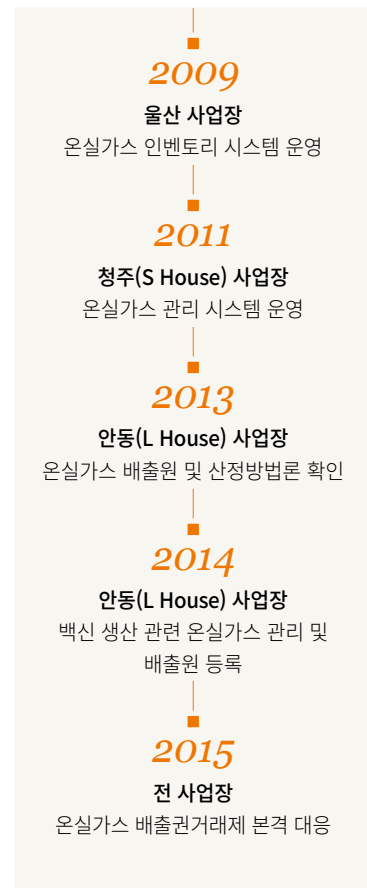 2009
울산 사업장
온실가스 인벤토리 시스템 운영
2011
청주(S House) 사업장
온실가스 관리 시스템 운영
2013
안동(L House) 사업장
온실가스 배출원 및 산정방법론 확인
2014
안동(L House) 사업장
백신 생산 관련 온실가스 관리 및
배출원 등록
2015
전 사업장
온실가스 배출권거래제 본격 대응